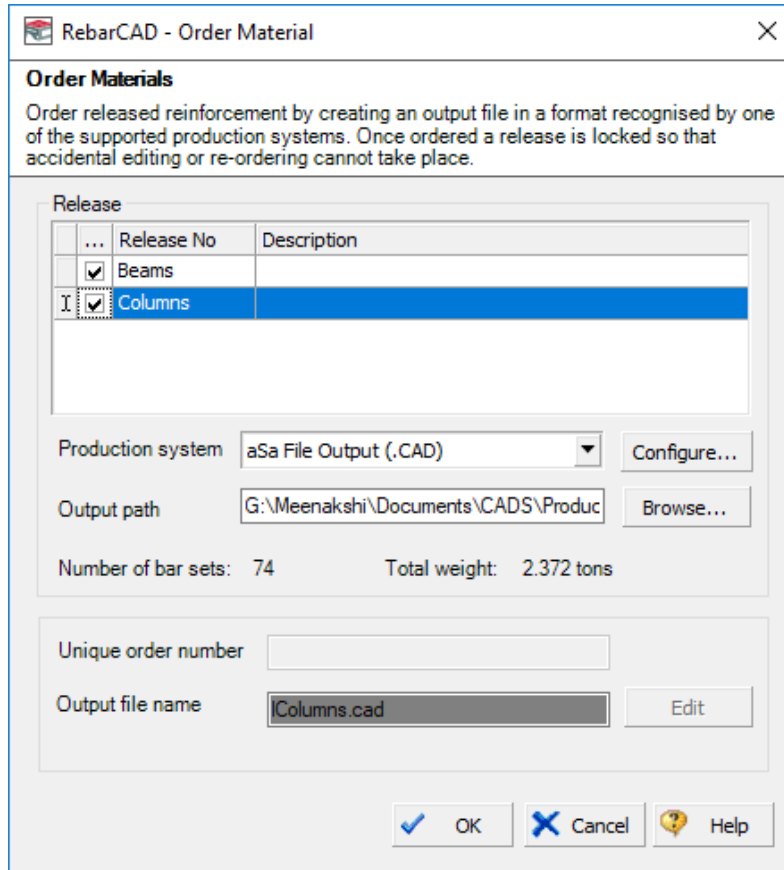 RebarCAD - Order Material
Order Materials
Order released reinforcement by creating an output file in a format recognised by one
of the supported production systems. Once ordered a release is locked so that
accidental editing or re-ordering cannot take place.
Release
... Release No Description
Beams
Columns
Production system aSa File Output (.CAD) Configure...
Output path G:\Meenakshi\Documents\CADS\Produc Browse...
Number of bar sets: 74 Total weight: 2.372 tons
Unique order number
Output file name lColumns.cad Edit
OK Cancel Help